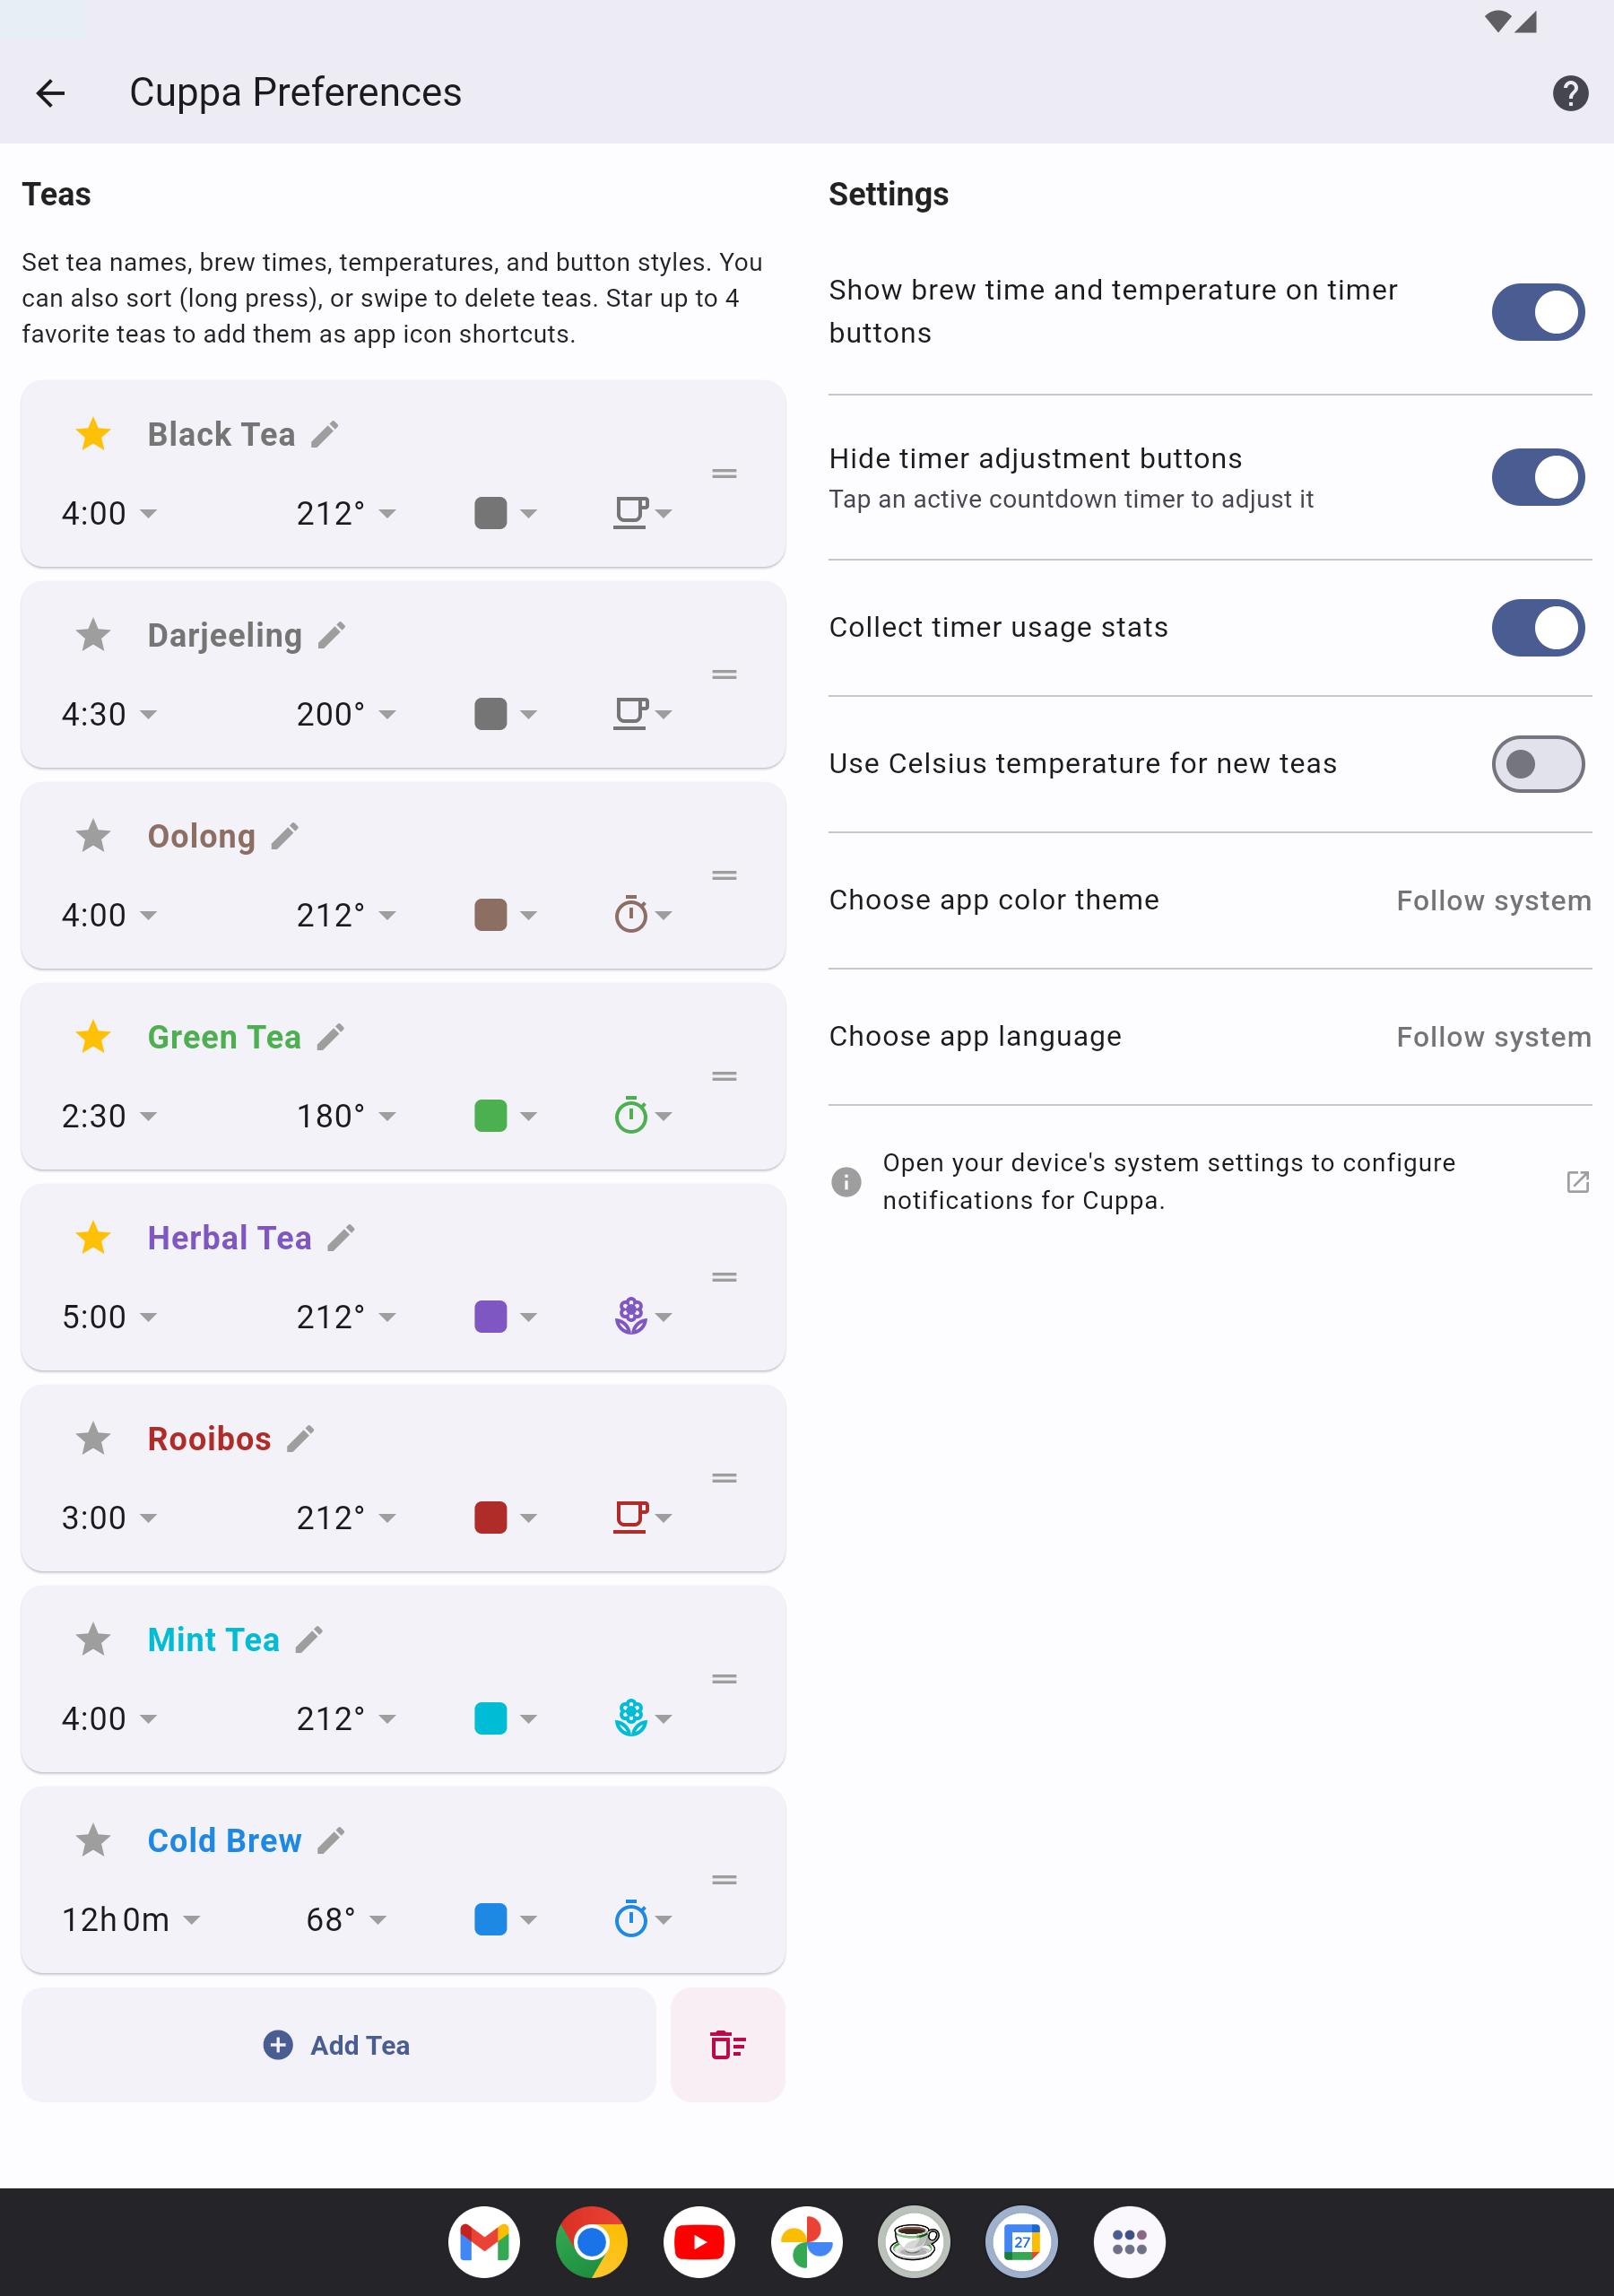 Cuppa Preferences
Teas
Set tea names, brew times, temperatures, and button styles. You
can also sort (long press), or swipe to delete teas. Star up to 4
favorite teas to add them as app icon shortcuts.
Black Tea
4:00 212°
Darjeeling
4:30 200°
Oolong
4:00 212°
Green Tea
2:30 180°
Herbal Tea
5:00 212°
Rooibos
3:00 212°
Mint Tea
4:00 212°
Cold Brew
12h 0m 68°
Add Tea
Settings
Show brew time and temperature on timer
buttons
Hide timer adjustment buttons
Tap an active countdown timer to adjust it
Collect timer usage stats
Use Celsius temperature for new teas
Choose app color theme Follow system
Choose app language Follow system
Open your device's system settings to configure
notifications for Cuppa.
27